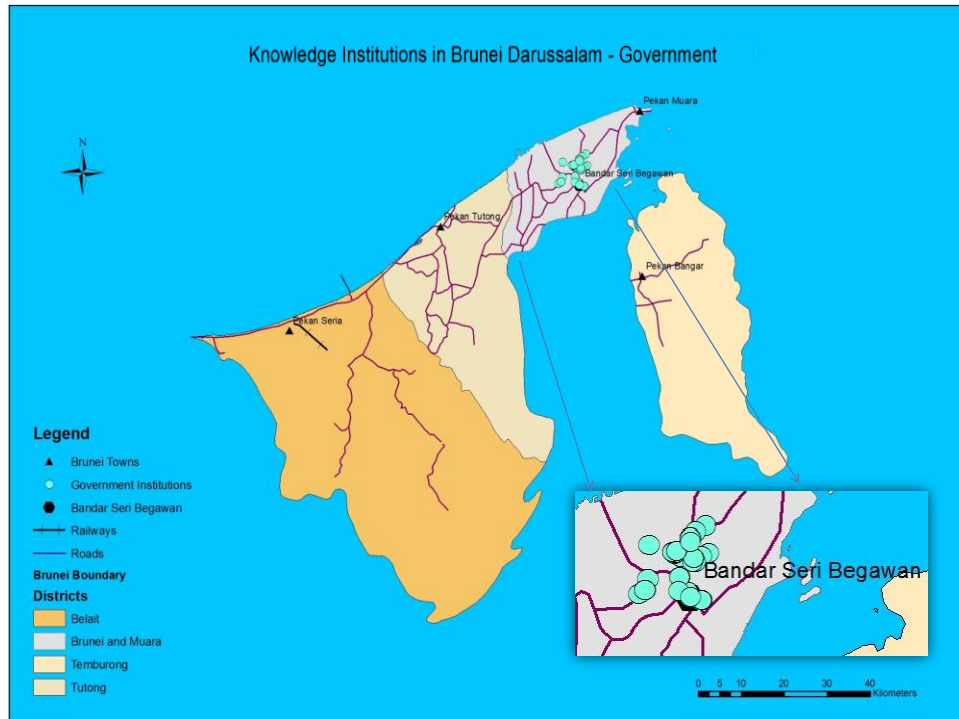 Knowledge Institutions in Brunei Darussalam - Government
Pekan Muara
N
Bandar Seri Begawan
Pekan Tutong
Pekan Bangar
Pekan Seria
Legend
Brunei Towns
Government Institutions
Bandar Seri Begawan
Railways
Roads
Brunei Boundary
Districts
Belait
Brunei and Muara
Temburong
Tutong
Bandar Seri Begawan
0 5 10 20 30 40
Kilometers